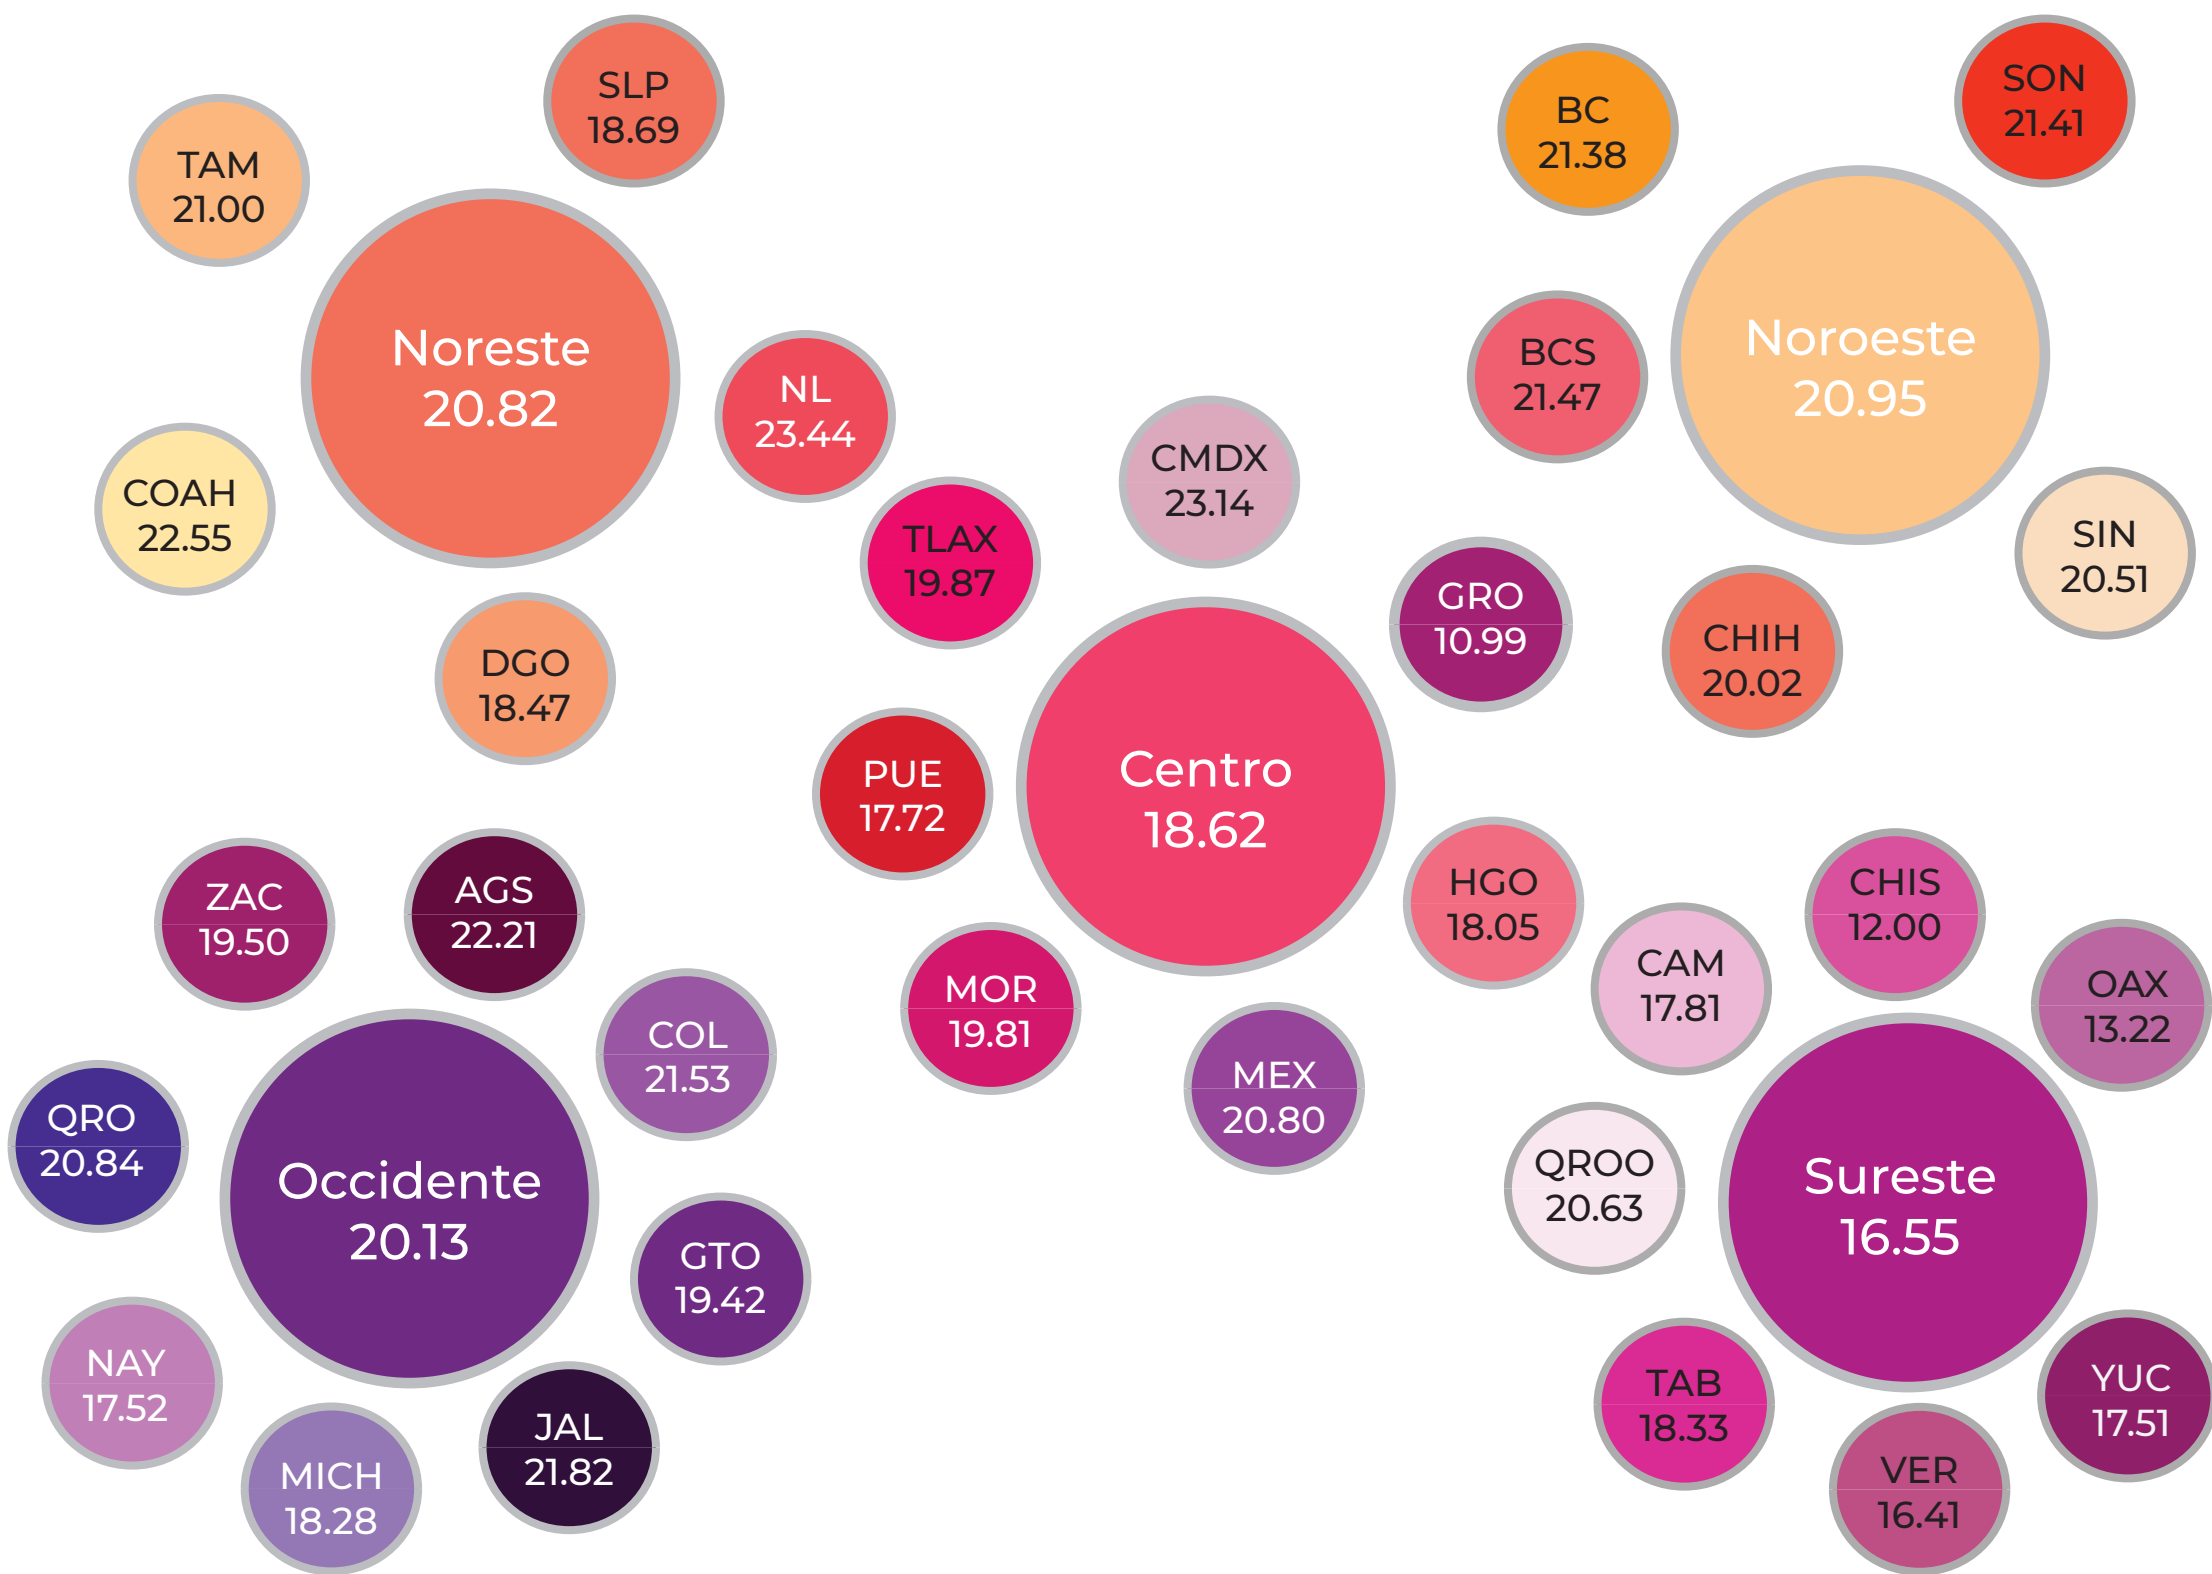 SLP
18.69
TAM
21.00
Noreste
20.82
NL
23.44
COAH
22.55
DGO
18.47
BC
21.38
SON
21.41
Noroeste
20.95
BCS
21.47
SIN
20.51
CHIH
20.02
CMDX
23.14
TLAX
19.87
GRO
10.99
Centro
18.62
PUE
17.72
HGO
18.05
MOR
19.81
MEX
20.80
ZAC
19.50
AGS
22.21
COL
21.53
QRO
20.84
Occidente
20.13
GTO
19.42
NAY
17.52
JAL
21.82
MICH
18.28
CHIS
12.00
CAM
17.81
OAX
13.22
QROO
20.63
Sureste
16.55
TAB
18.33
YUC
17.51
VER
16.41